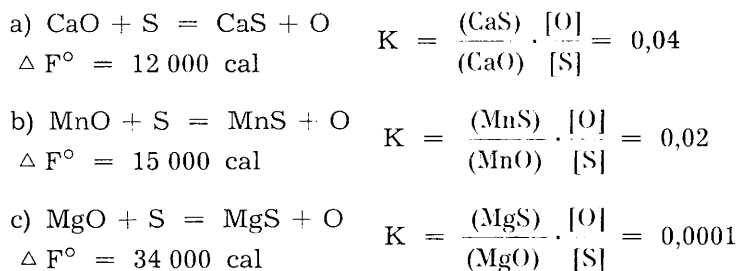 a) CaO + S = CaS + O K = (CaS)/(CaO) · [O]/[S] = 0,04
△ F° = 12 000 cal
b) MnO + S = MnS + O K = (MnS)/(MnO) · [O]/[S] = 0,02
△ F° = 15 000 cal
c) MgO + S = MgS + O K = (MgS)/(MgO) · [O]/[S] = 0,0001
△ F° = 34 000 cal